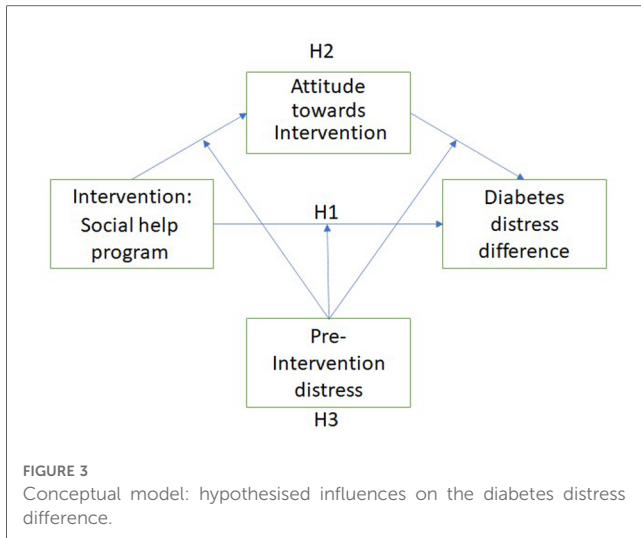 H2
Attitude
towards
Intervention
Intervention:
Social help
program
H1
Diabetes
distress
difference
Pre-
Intervention
distress
H3
FIGURE 3
Conceptual model: hypothesised influences on the diabetes distress
difference.